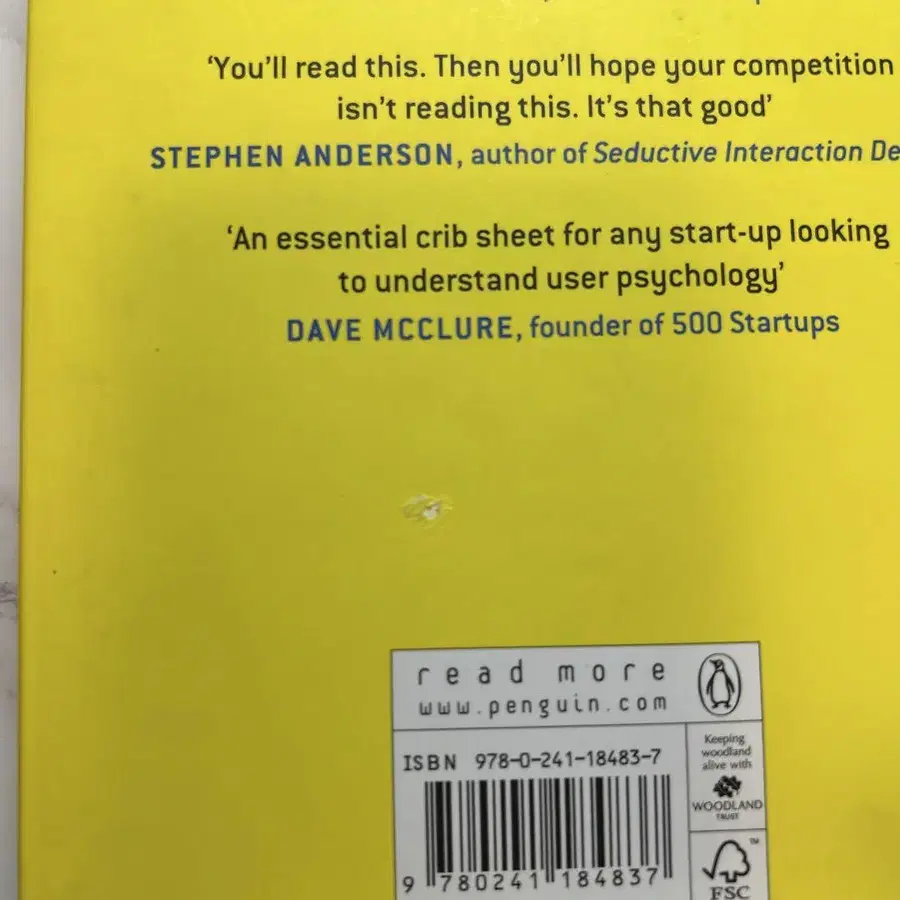 ‘You’ll read this. Then you’ll hope your competition
isn’t reading this. It’s that good’
STEPHEN ANDERSON, author of Seductive Interaction De
‘An essential crib sheet for any start-up looking
to understand user psychology’
DAVE MCCLURE, founder of 500 Startups
read more
www.penguin.com
Keeping
woodland
alive with
WOODLAND
TRUST
ISBN 978-0-241-18483-7
9 780241 184837
TM
FSC